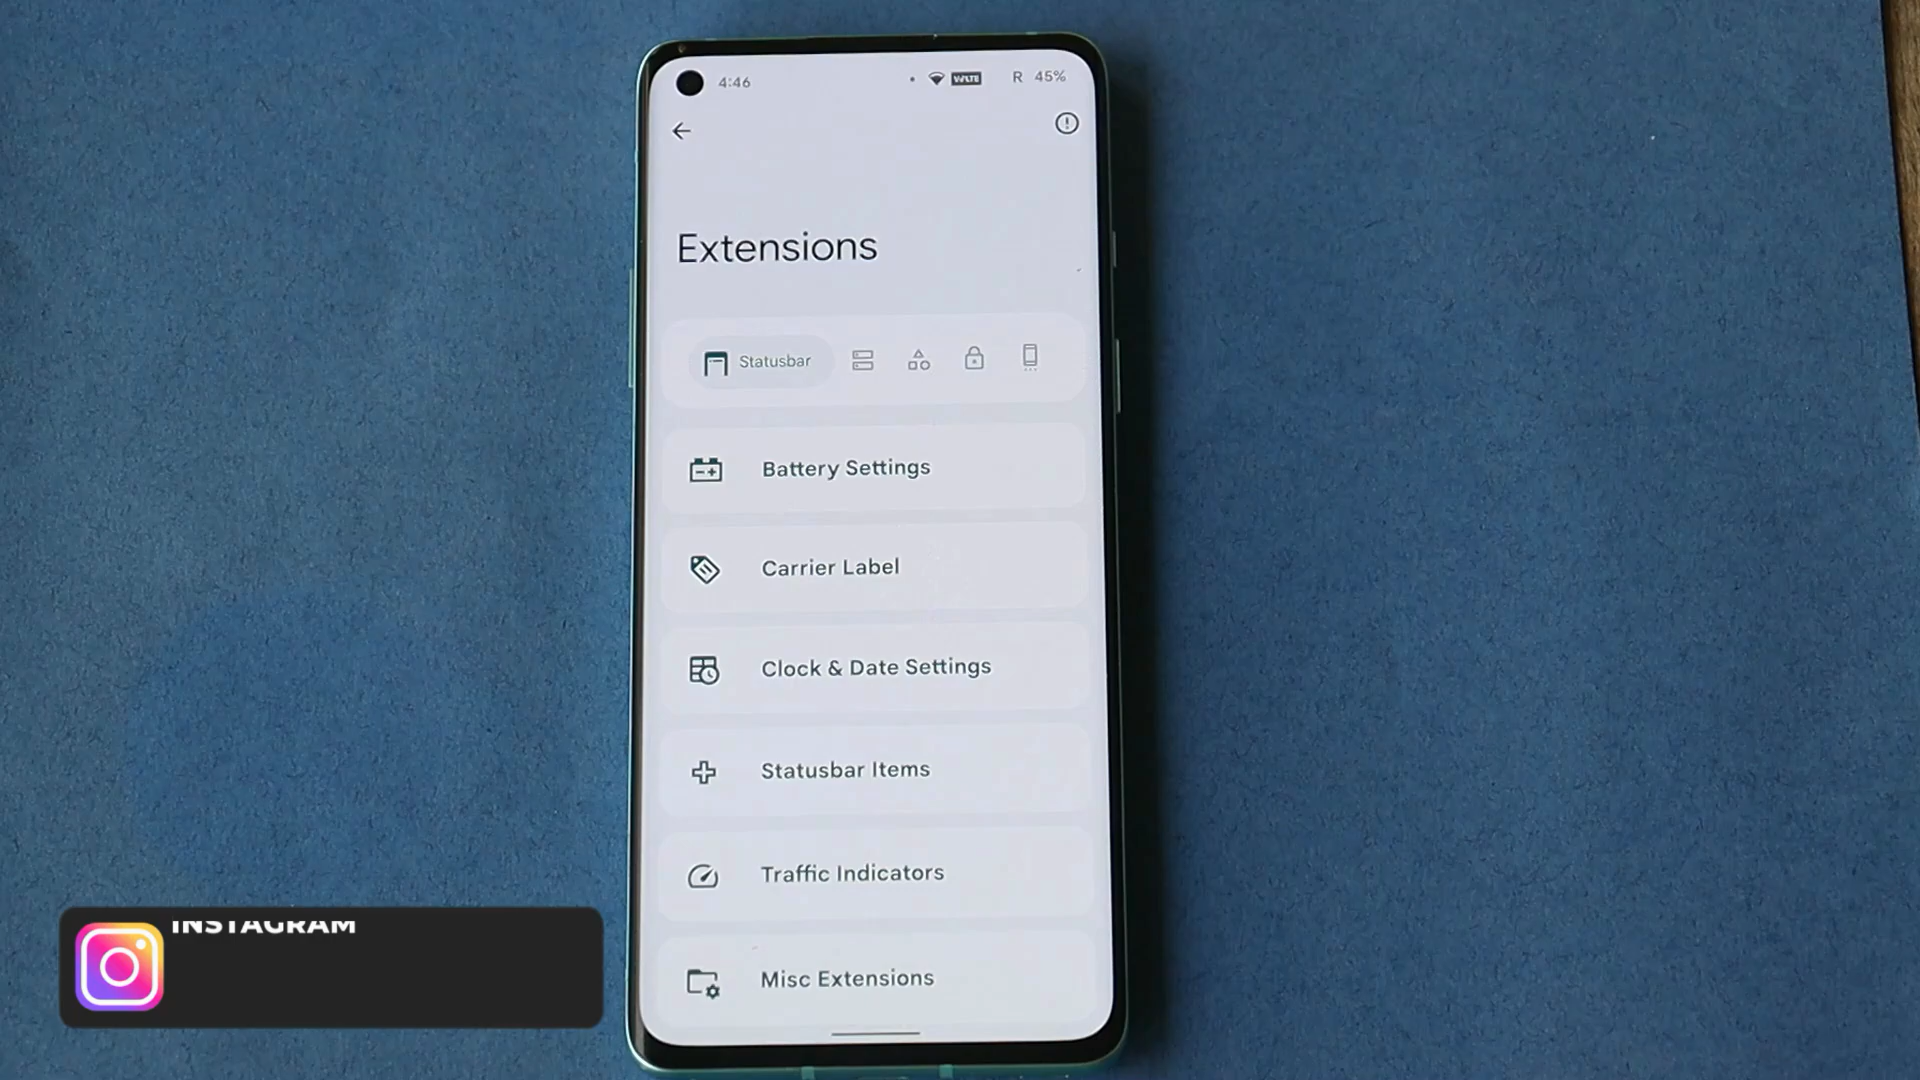 4:46
VoLTE R 45%
Extensions
Statusbar
Battery Settings
Carrier Label
Clock & Date Settings
Statusbar Items
Traffic Indicators
Misc Extensions
INSTAGRAM